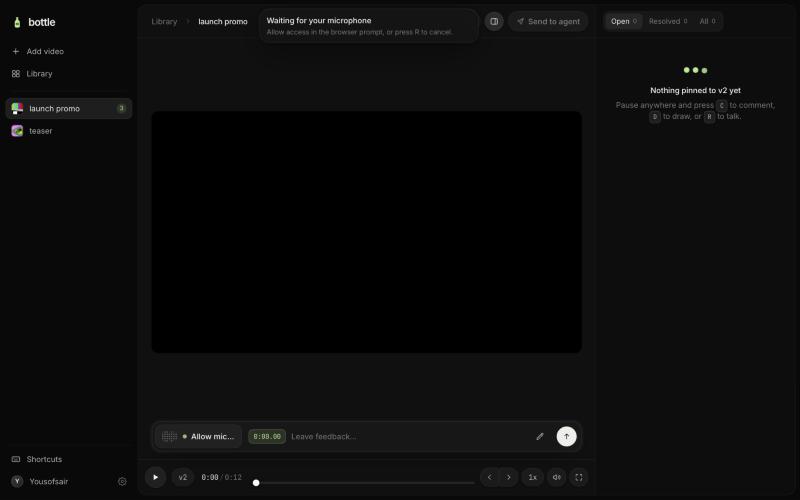 bottle
Add video
Library
launch promo 3
teaser
Shortcuts
Y Yousofsair
Library > launch promo
Waiting for your microphone
Allow access in the browser prompt, or press R to cancel.
Send to agent
Allow mic...
0:00.00
Leave feedback...
v2
0:00 / 0:12
1x
Open 0
Resolved 0
All 0
Nothing pinned to v2 yet
Pause anywhere and press C to comment,
D to draw, or R to talk.